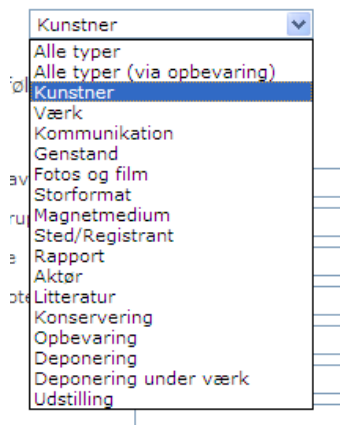 Kunstner
Alle typer
Alle typer (via opbevaring)
Kunstner
Værk
Kommunikation
Genstand
Fotos og film
Storformat
Magnetmedium
Sted/Registrant
Rapport
Aktør
Litteratur
Konservering
Opbevaring
Deponering
Deponering under værk
Udstilling